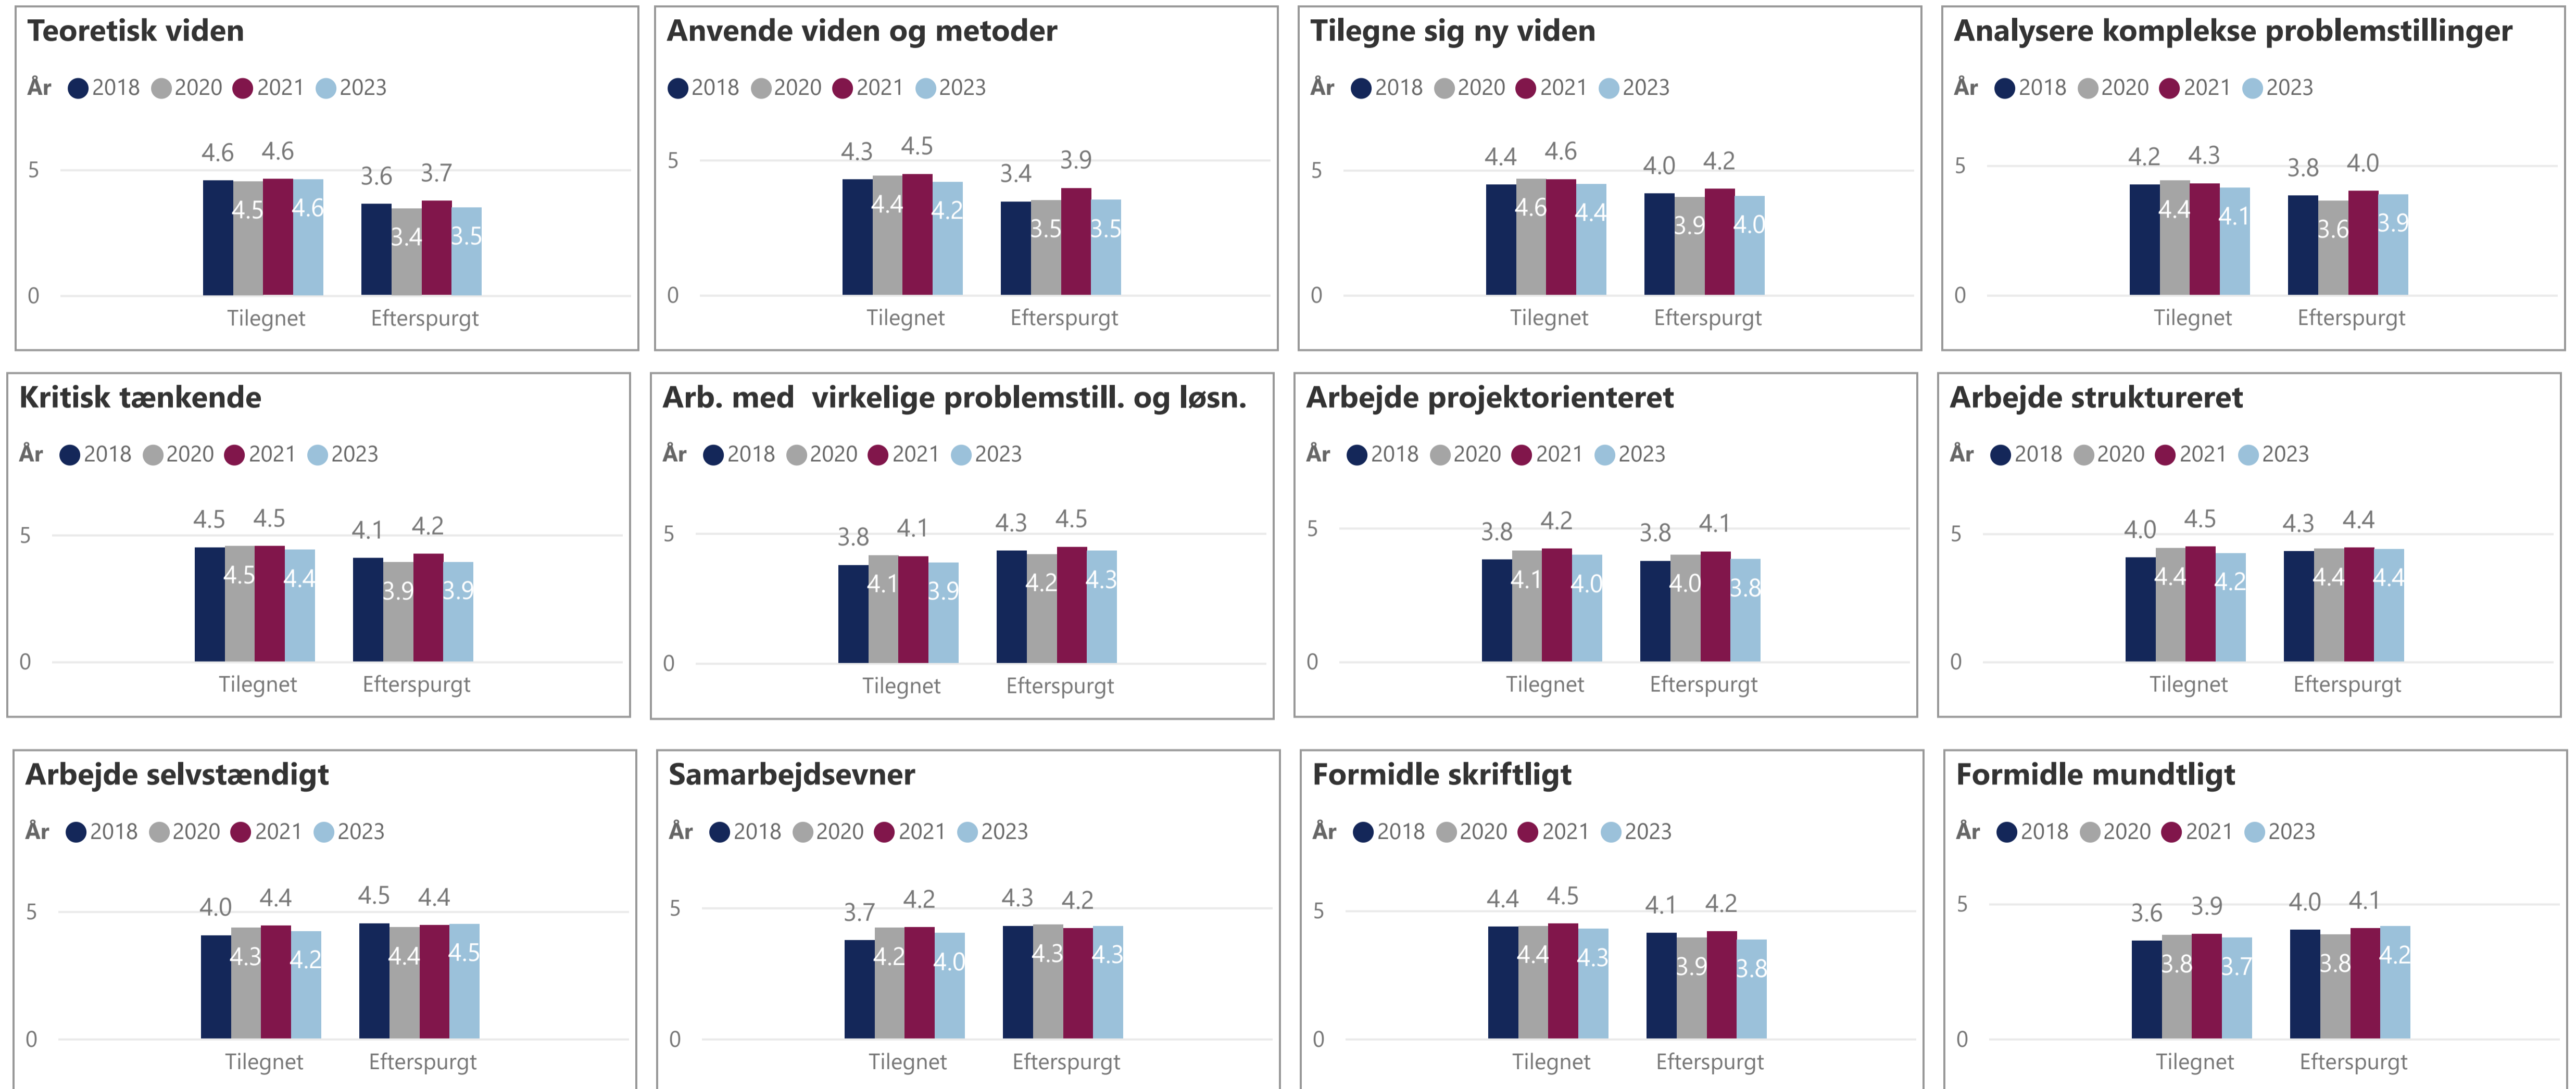 Teoretisk viden
År 2018 2020 2021 2023
4.6 4.6
3.6 3.7
5
4.5 4.6
3.4 3.5
0
Tilegnet Efterspurgt
Anvende viden og metoder
2018 2020 2021 2023
4.3 4.5
3.4 3.9
5
4.4 4.2
3.5 3.5
0
Tilegnet Efterspurgt
Tilegne sig ny viden
År 2018 2020 2021 2023
4.4 4.6
4.0 4.2
5
4.6 4.4
3.9 4.0
0
Tilegnet Efterspurgt
Analysere komplekse problemstillinger
År 2018 2020 2021 2023
4.2 4.3
3.8 4.0
5
4.4 4.1
3.6 3.9
0
Tilegnet Efterspurgt
Kritisk tænkende
År 2018 2020 2021 2023
4.5 4.5
4.1 4.2
5
4.5 4.4
3.9 3.9
0
Tilegnet Efterspurgt
Arb. med virkelige problemstill. og løsn.
År 2018 2020 2021 2023
3.8 4.1
4.3 4.5
5
4.1 3.9
4.2 4.3
0
Tilegnet Efterspurgt
Arbejde projektorienteret
År 2018 2020 2021 2023
3.8 4.2
3.8 4.1
5
4.1 4.0
4.0 3.8
0
Tilegnet Efterspurgt
Arbejde struktureret
År 2018 2020 2021 2023
4.0 4.5
4.3 4.4
5
4.4 4.2
4.4 4.4
0
Tilegnet Efterspurgt
Arbejde selvstændigt
År 2018 2020 2021 2023
4.0 4.4
4.5 4.4
5
4.3 4.2
4.4 4.5
0
Tilegnet Efterspurgt
Samarbejdsevner
År 2018 2020 2021 2023
3.7 4.2
4.3 4.2
5
4.2 4.0
4.3 4.3
0
Tilegnet Efterspurgt
Formidle skriftligt
År 2018 2020 2021 2023
4.4 4.5
4.1 4.2
5
4.4 4.3
3.9 3.8
0
Tilegnet Efterspurgt
Formidle mundtligt
År 2018 2020 2021 2023
3.6 3.9
4.0 4.1
5
3.8 3.7
3.8 4.2
0
Tilegnet Efterspurgt